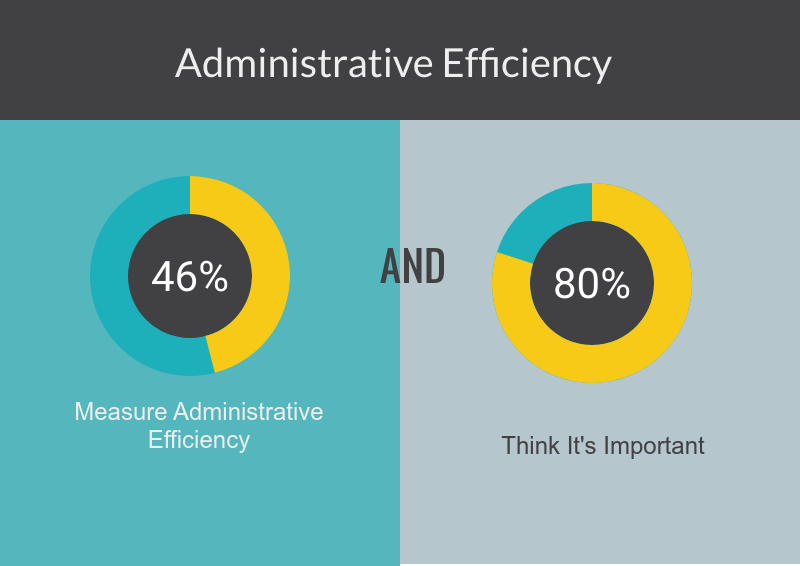 Administrative Efficiency
46%
Measure Administrative
Efficiency
AND
80%
Think It's Important